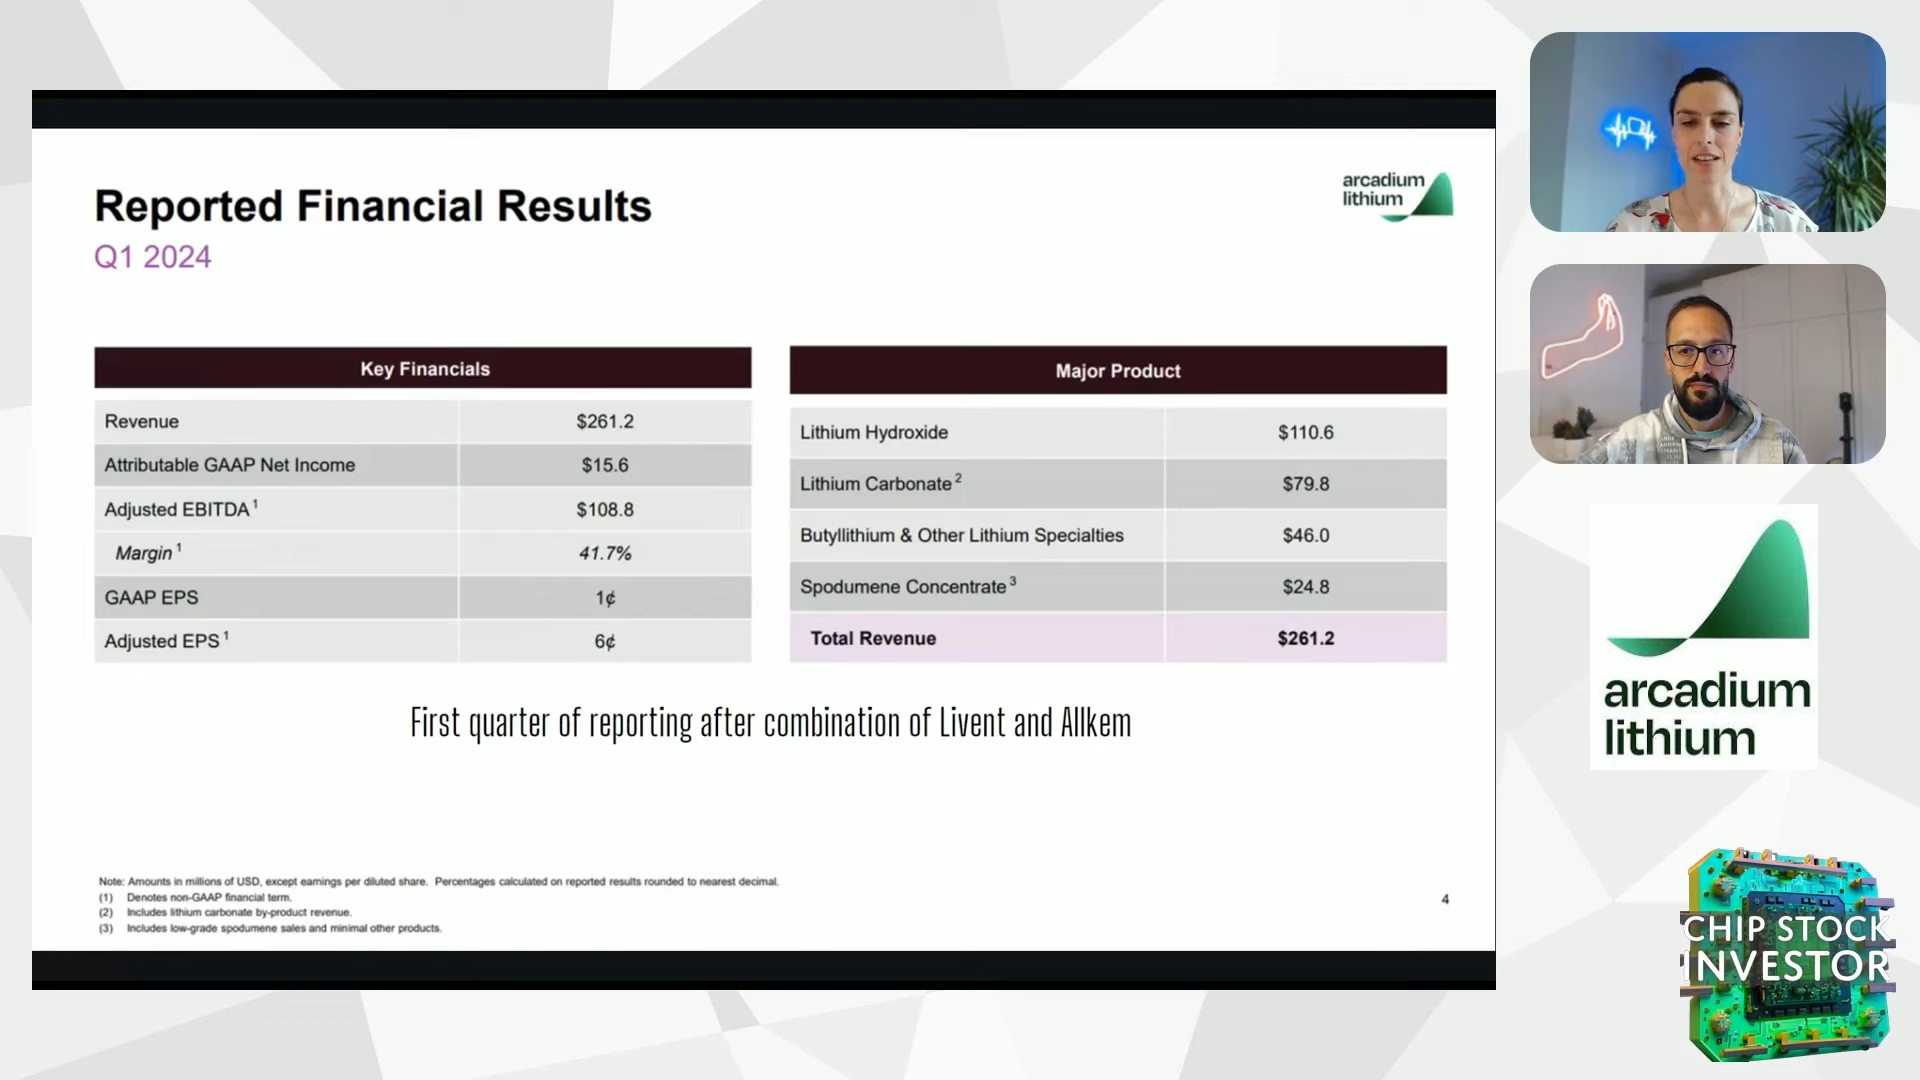 Reported Financial Results
Q1 2024
arcadium
lithium
Key Financials
Revenue $261.2
Attributable GAAP Net Income $15.6
Adjusted EBITDA 1 $108.8
Margin 1 41.7%
GAAP EPS 1¢
Adjusted EPS 1 6¢
Major Product
Lithium Hydroxide $110.6
Lithium Carbonate 2 $79.8
Butyllithium & Other Lithium Specialties $46.0
Spodumene Concentrate 3 $24.8
Total Revenue $261.2
First quarter of reporting after combination of Livent and Allkem
Note: Amounts in millions of USD, except earnings per diluted share. Percentages calculated on reported results rounded to nearest decimal.
(1) Denotes non-GAAP financial term.
(2) Includes lithium carbonate by-product revenue.
(3) Includes low-grade spodumene sales and minimal other products.
4
arcadium
lithium
CHIP STOCK
INVESTOR